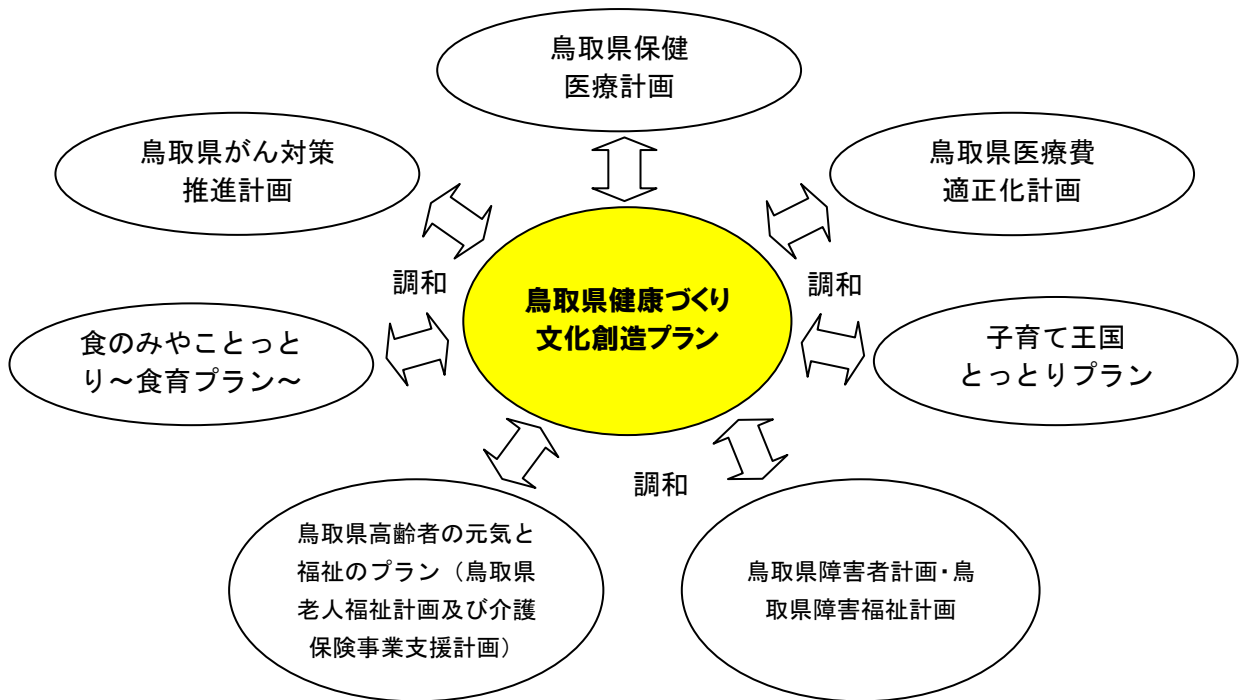 鳥取県保健
医療計画
鳥取県がん対策
推進計画
鳥取県医療費
適正化計画
調和
調和
鳥取県健康づくり
文化創造プラン
食のみやことっと
り～食育プラン～
子育て王国
とっとりプラン
調和
鳥取県高齢者の元気と
福祉のプラン（鳥取県
老人福祉計画及び介護
保険事業支援計画）
鳥取県障害者計画・鳥
取県障害福祉計画